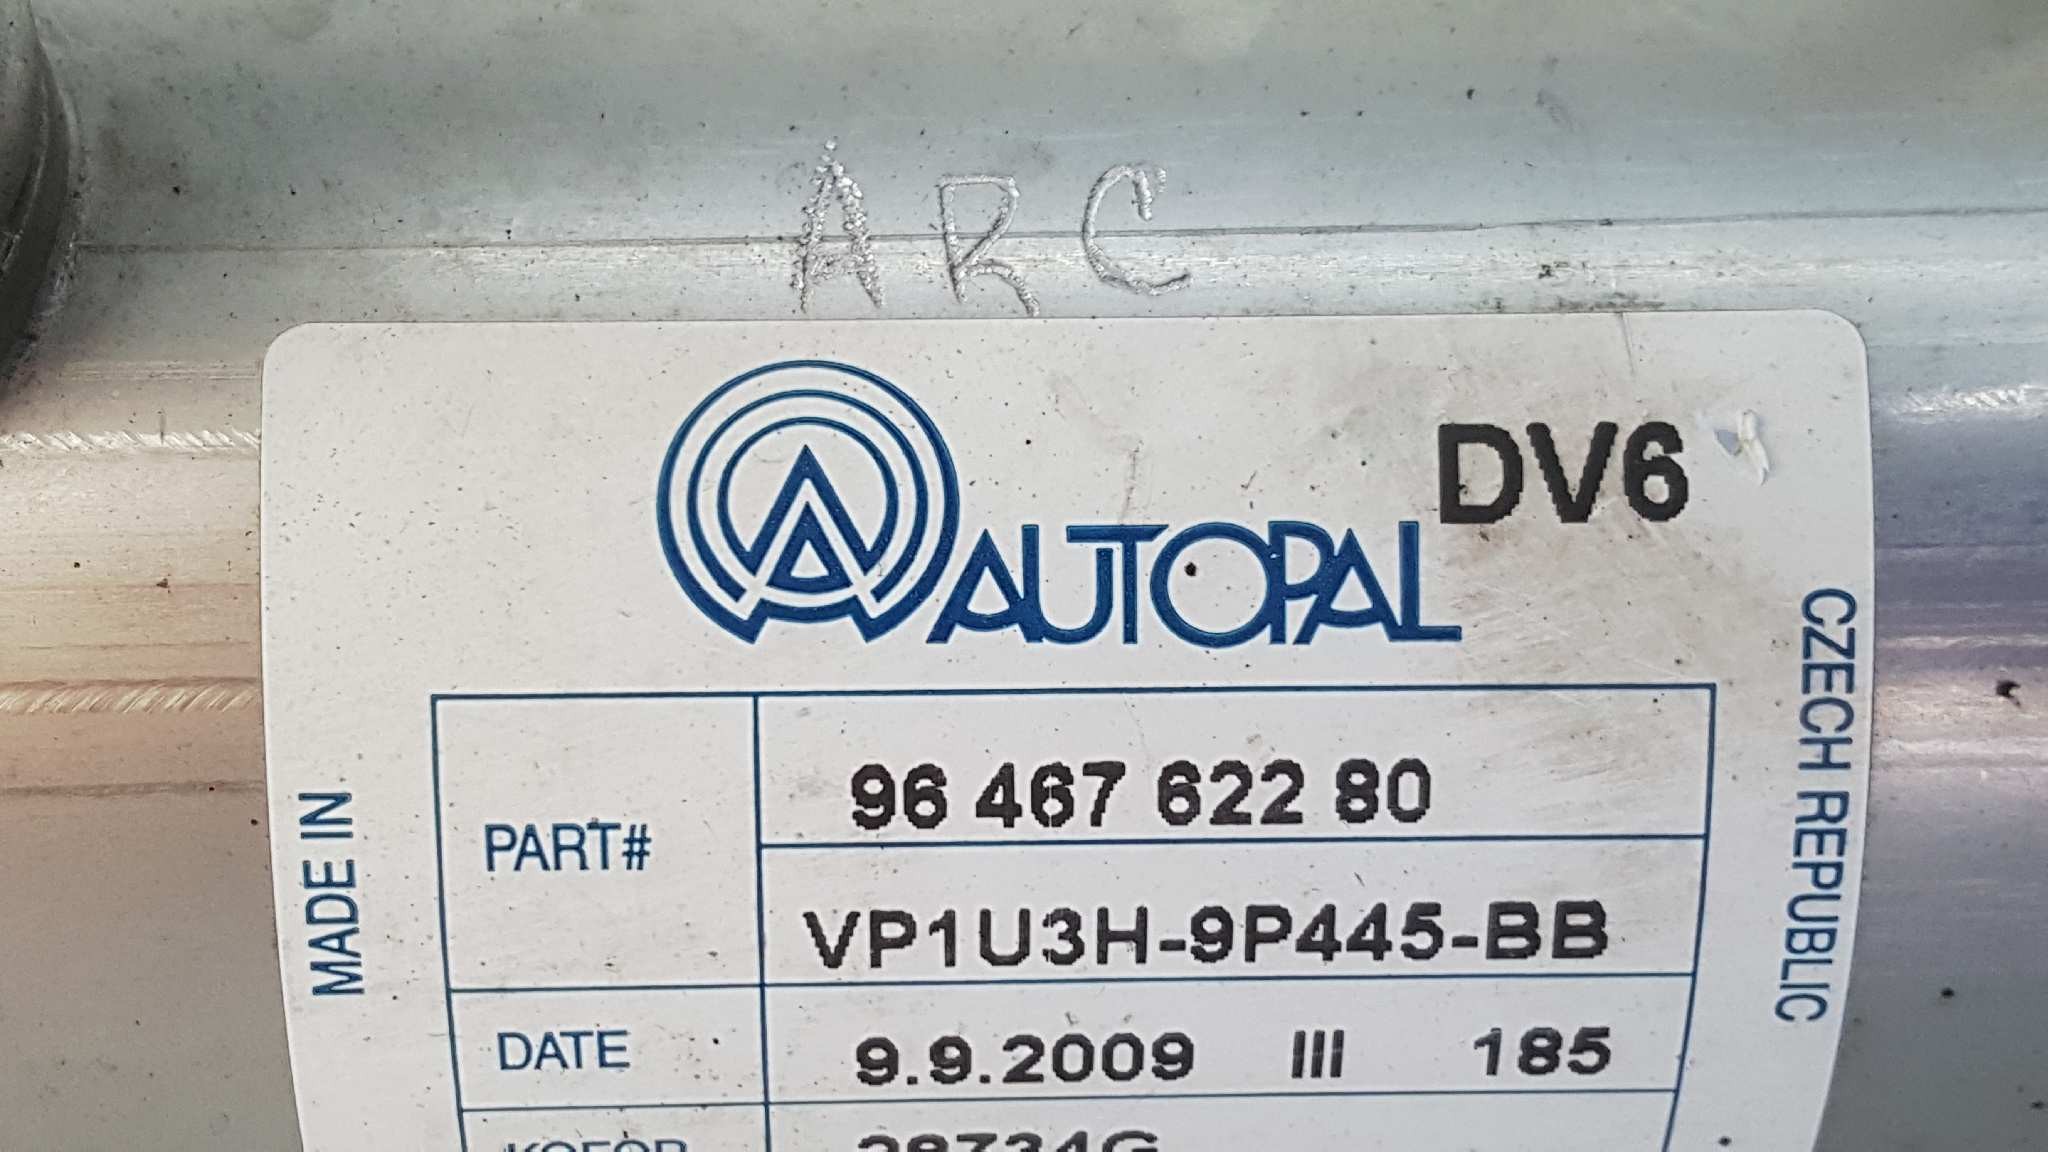 ARC
DV6
AUTOPAL
MADE IN
CZECH REPUBLIC
PART#
96 467 622 80
VP1U3H-9P445-BB
DATE
9.9.2009 III 185
28734G